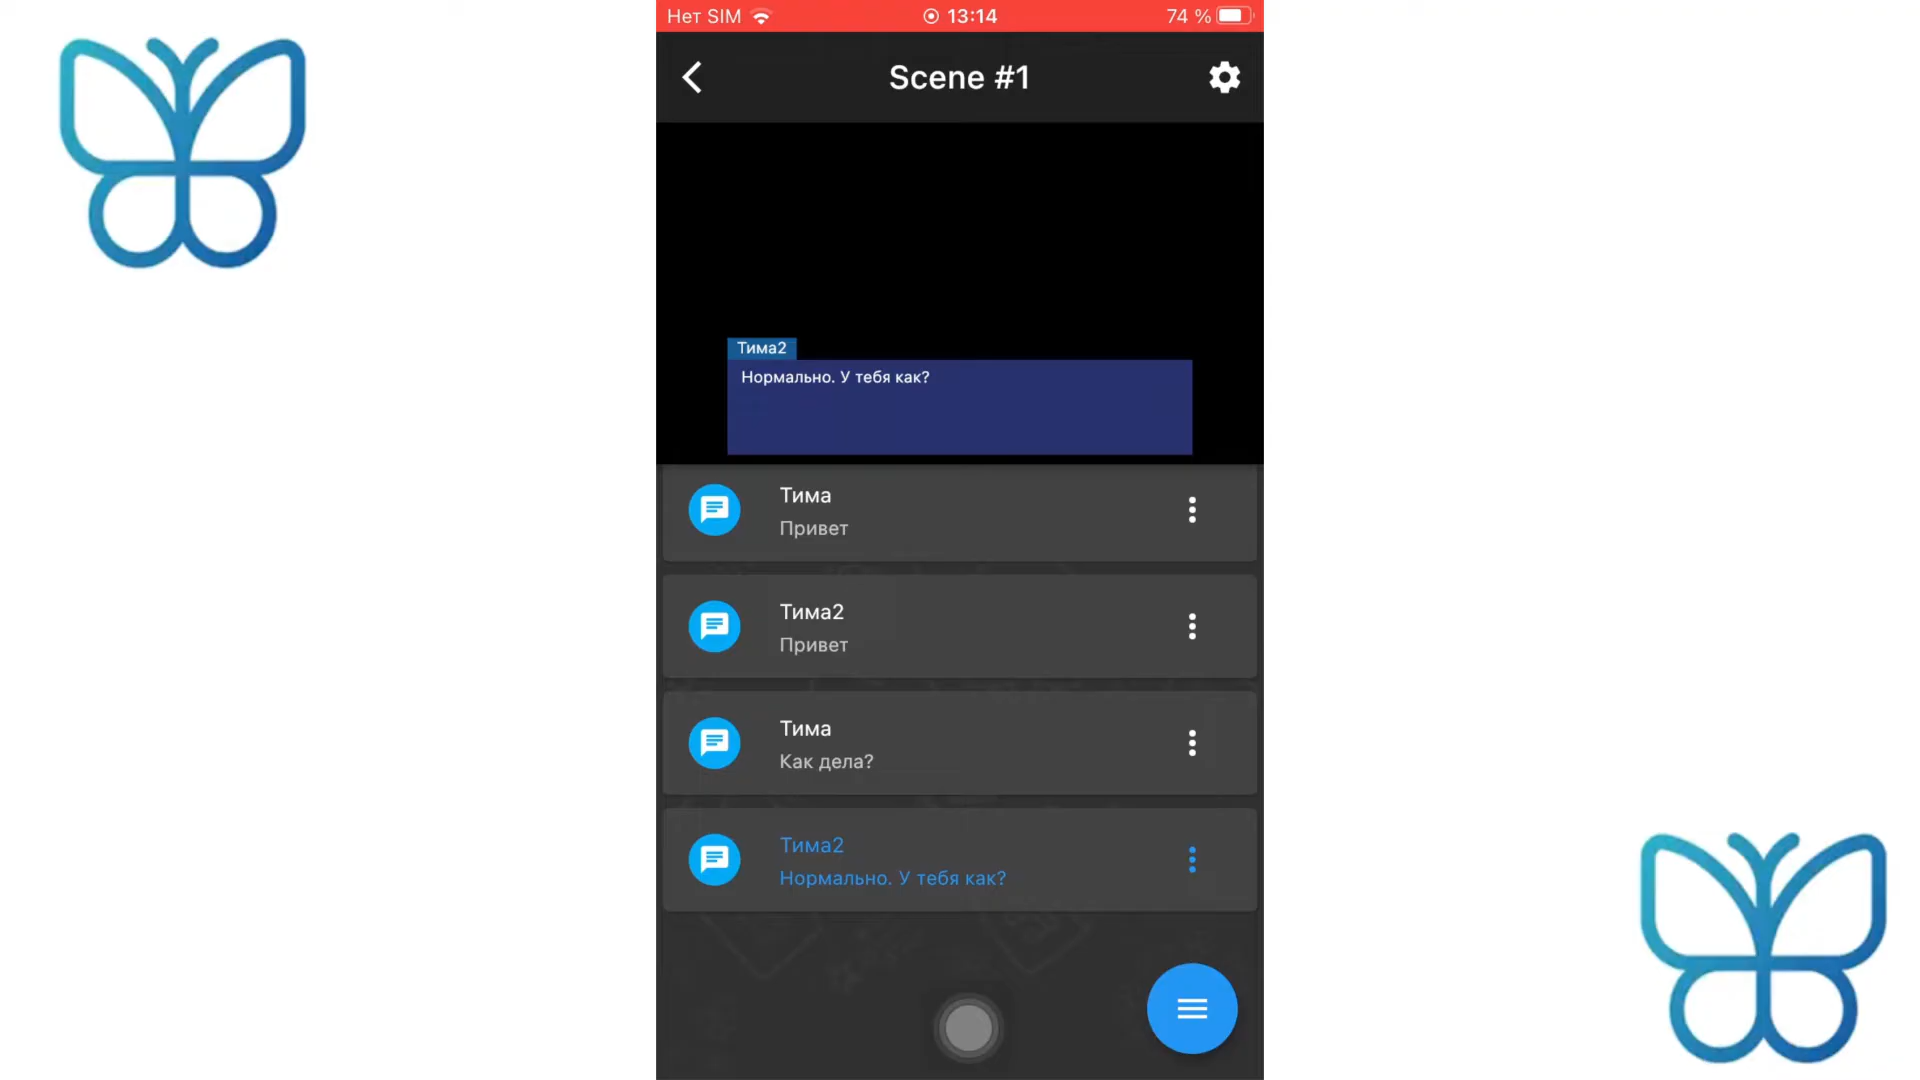 Нет SIM 13:14 74 %
Scene #1
Тима2
Нормально. У тебя как?
Тима
Привет
Тима2
Привет
Тима
Как дела?
Тима2
Нормально. У тебя как?